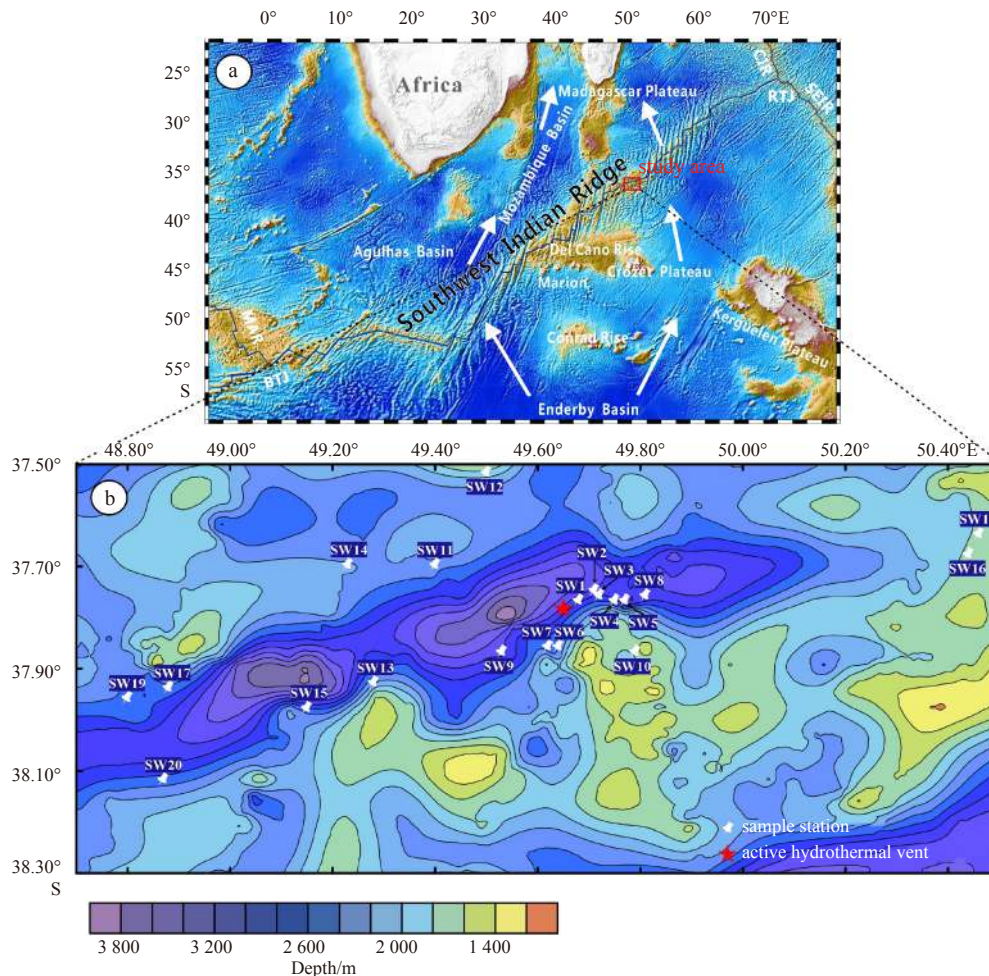 0° 10° 20° 30° 40° 50° 60° 70°E
a
25°
30°
35°
40°
45°
50°
55°
S
Africa
Madagascar Plateau
CIR
SEIR
RTJ
Mozambique Basin
study area
Southwest Indian Ridge
Agulhas Basin
Del Cano Rise
Crozet Plateau
Marion
Kerguelen Plateau
Conrad Rise
MAR
BTJ
Enderby Basin
48.80° 49.00° 49.20° 49.40° 49.60° 49.80° 50.00° 50.20° 50.40°E
37.50°
37.70°
37.90°
38.10°
38.30°
S
b
SW12
SW1
SW14
SW11
SW2
SW3
SW16
SW1
SW8
SW4
SW5
SW7
SW6
SW9
SW10
SW13
SW17
SW19
SW15
SW20
sample station
active hydrothermal vent
3 800 3 200 2 600 2 000 1 400
Depth/m